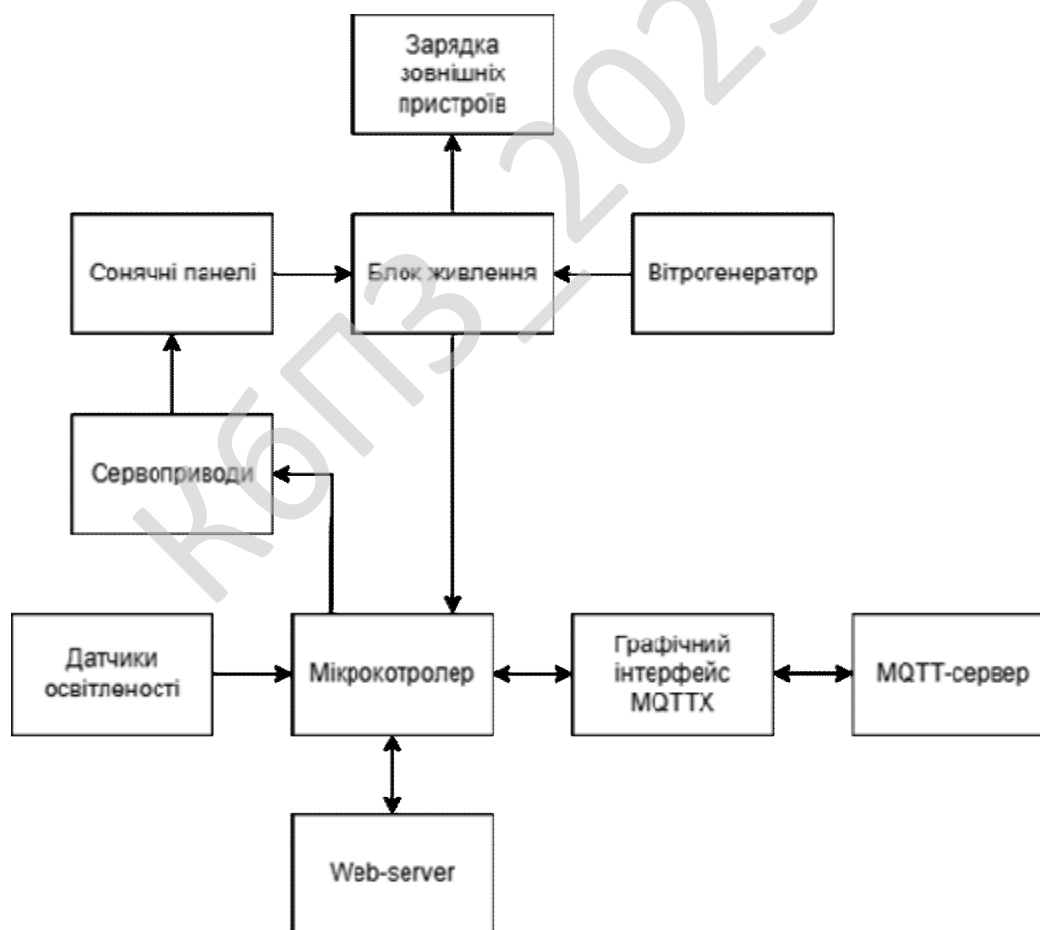 Зарядка
зовнішніх
пристроїв
Сонячні панелі
Блок живлення
Вітрогенератор
Сервоприводи
Датчики
освітленості
Мікрокотролер
Графічний
інтерфейс
MQTTX
MQTT-сервер
Web-server